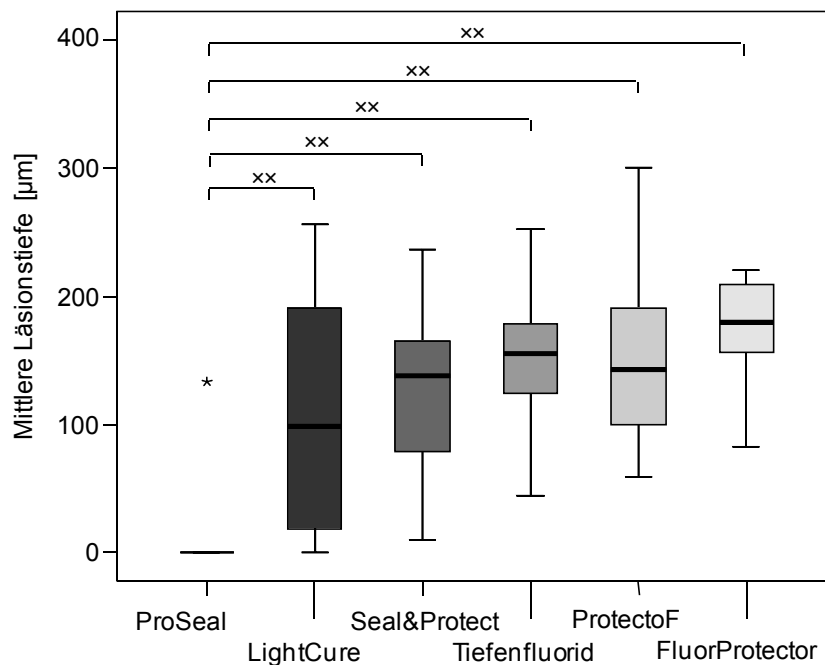 400
××
××
××
××
××
300
200
100
0
Mittlere Läsionstiefe [µm]
*
ProSeal
LightCure
Seal&Protect
Tiefenfluorid
ProtectoF
FluorProtector